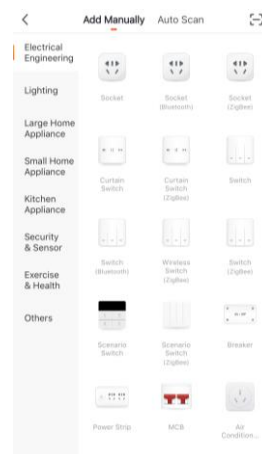 Add Manually Auto Scan
Electrical
Engineering
Lighting
Large Home
Appliance
Small Home
Appliance
Kitchen
Appliance
Security
& Sensor
Exercise
& Health
Others
Socket
Socket
(Bluetooth)
Socket
(ZigBee)
Curtain
Switch
Curtain
Switch
(ZigBee)
Switch
Switch
(Bluetooth)
Wireless
Switch
(ZigBee)
Switch
(ZigBee)
Scenario
Switch
Scenario
Switch
(ZigBee)
Breaker
Power Strip
MCB
Air
Condition...